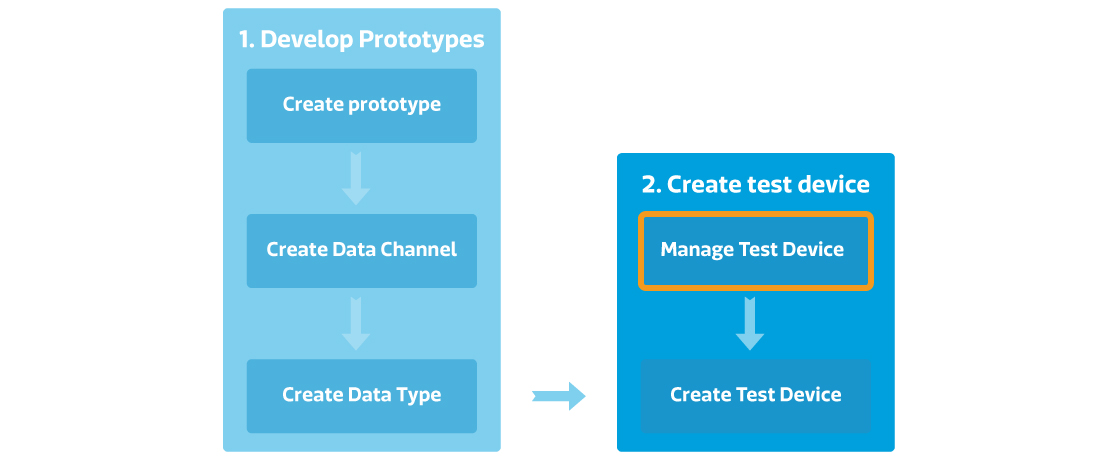 1. Develop Prototypes
Create prototype
Create Data Channel
Create Data Type
2. Create test device
Manage Test Device
Create Test Device